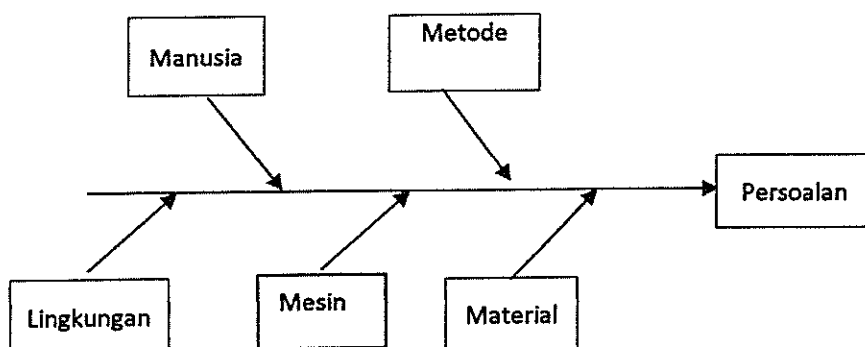 Manusia
Metode
Persoalan
Lingkungan
Mesin
Material